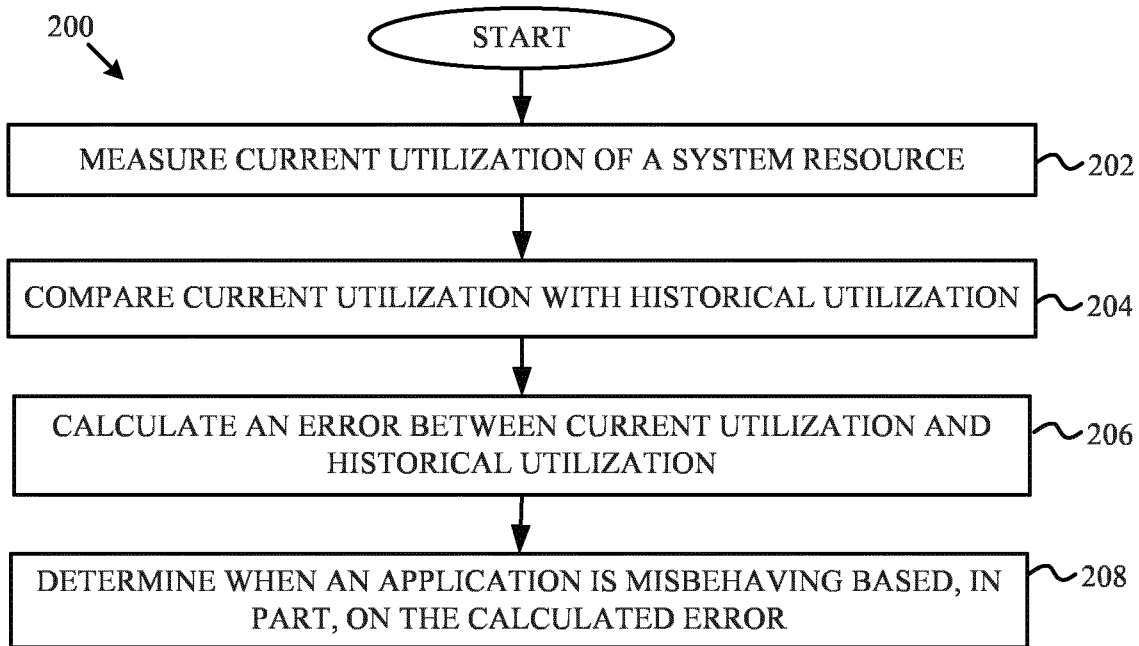 200
START
MEASURE CURRENT UTILIZATION OF A SYSTEM RESOURCE
202
COMPARE CURRENT UTILIZATION WITH HISTORICAL UTILIZATION
204
CALCULATE AN ERROR BETWEEN CURRENT UTILIZATION AND
HISTORICAL UTILIZATION
206
DETERMINE WHEN AN APPLICATION IS MISBEHAVING BASED, IN
PART, ON THE CALCULATED ERROR
208